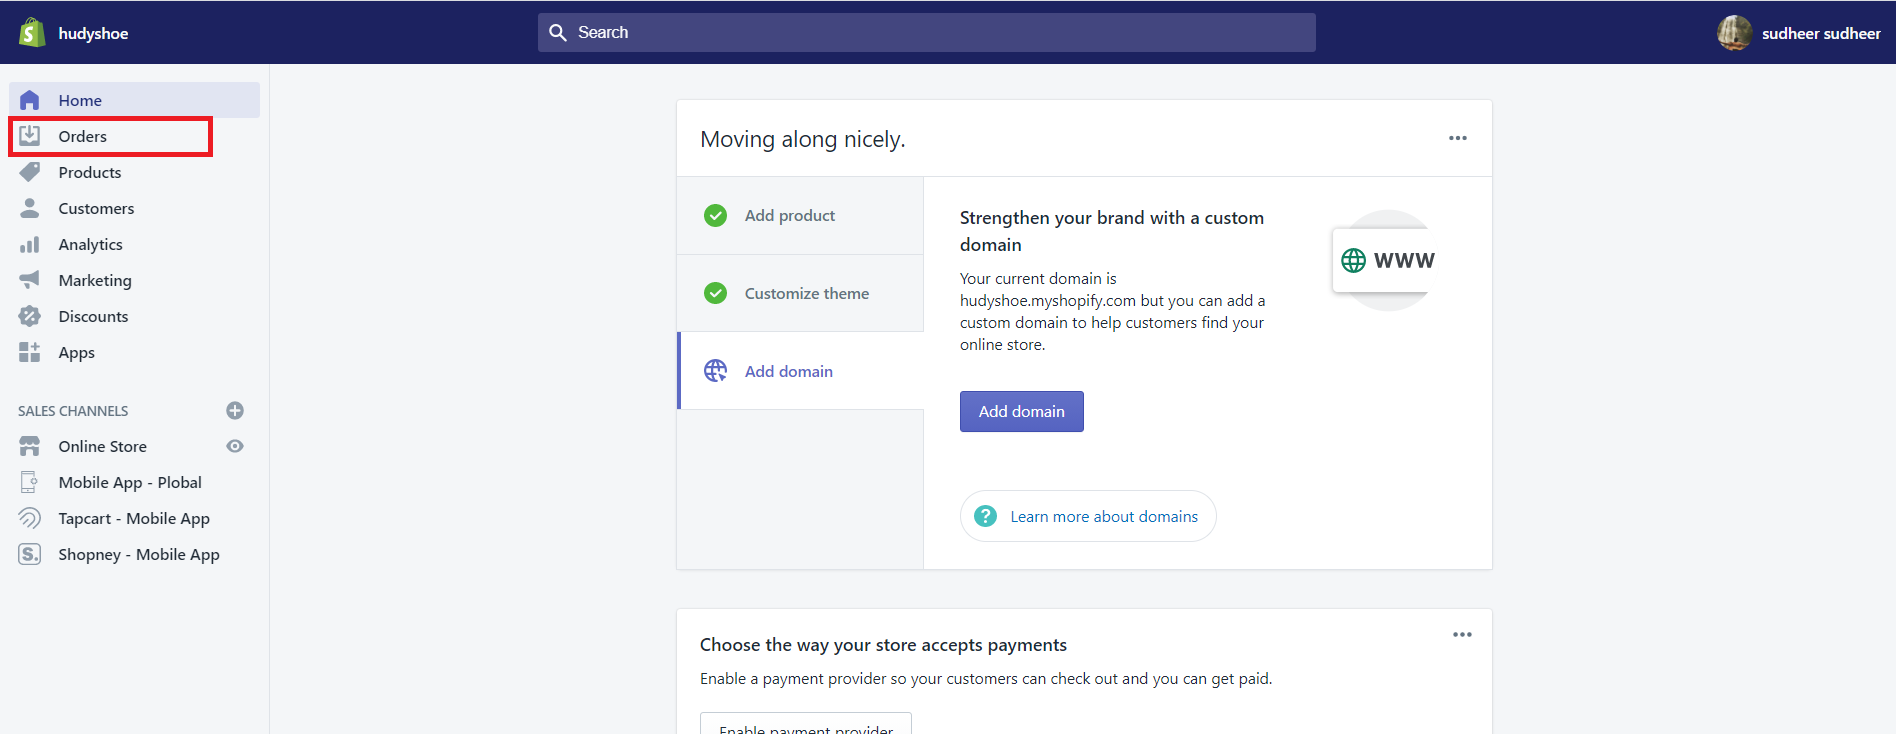 hudyshoe
Search
sudheer sudheer
Home
Orders
Products
Customers
Analytics
Marketing
Discounts
Apps
SALES CHANNELS
Online Store
Mobile App - Plobal
Tapcart - Mobile App
S.
Shopney - Mobile App
Moving along nicely.
Add product
Customize theme
Add domain
Strengthen your brand with a custom
domain
Your current domain is
hudyshoe.myshopify.com but you can add a
custom domain to help customers find your
online store.
www
Add domain
? Learn more about domains
Choose the way your store accepts payments
Enable a payment provider so your customers can check out and you can get paid.
Enable payment provider